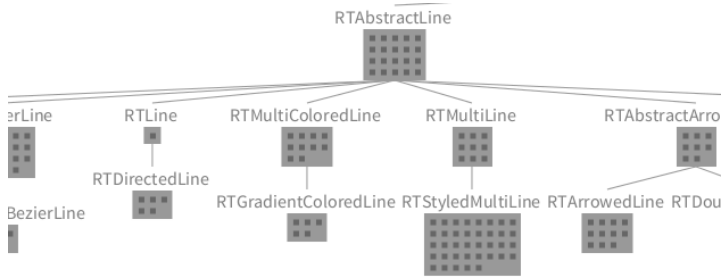 RTAbstractLine
erLine RTLine RTMultiColoredLine RTMultiLine RTAbstractArro
RTDirectedLine
BezierLine RTGradientColoredLine RTStyledMultiLine RTArrowedLine RTDou